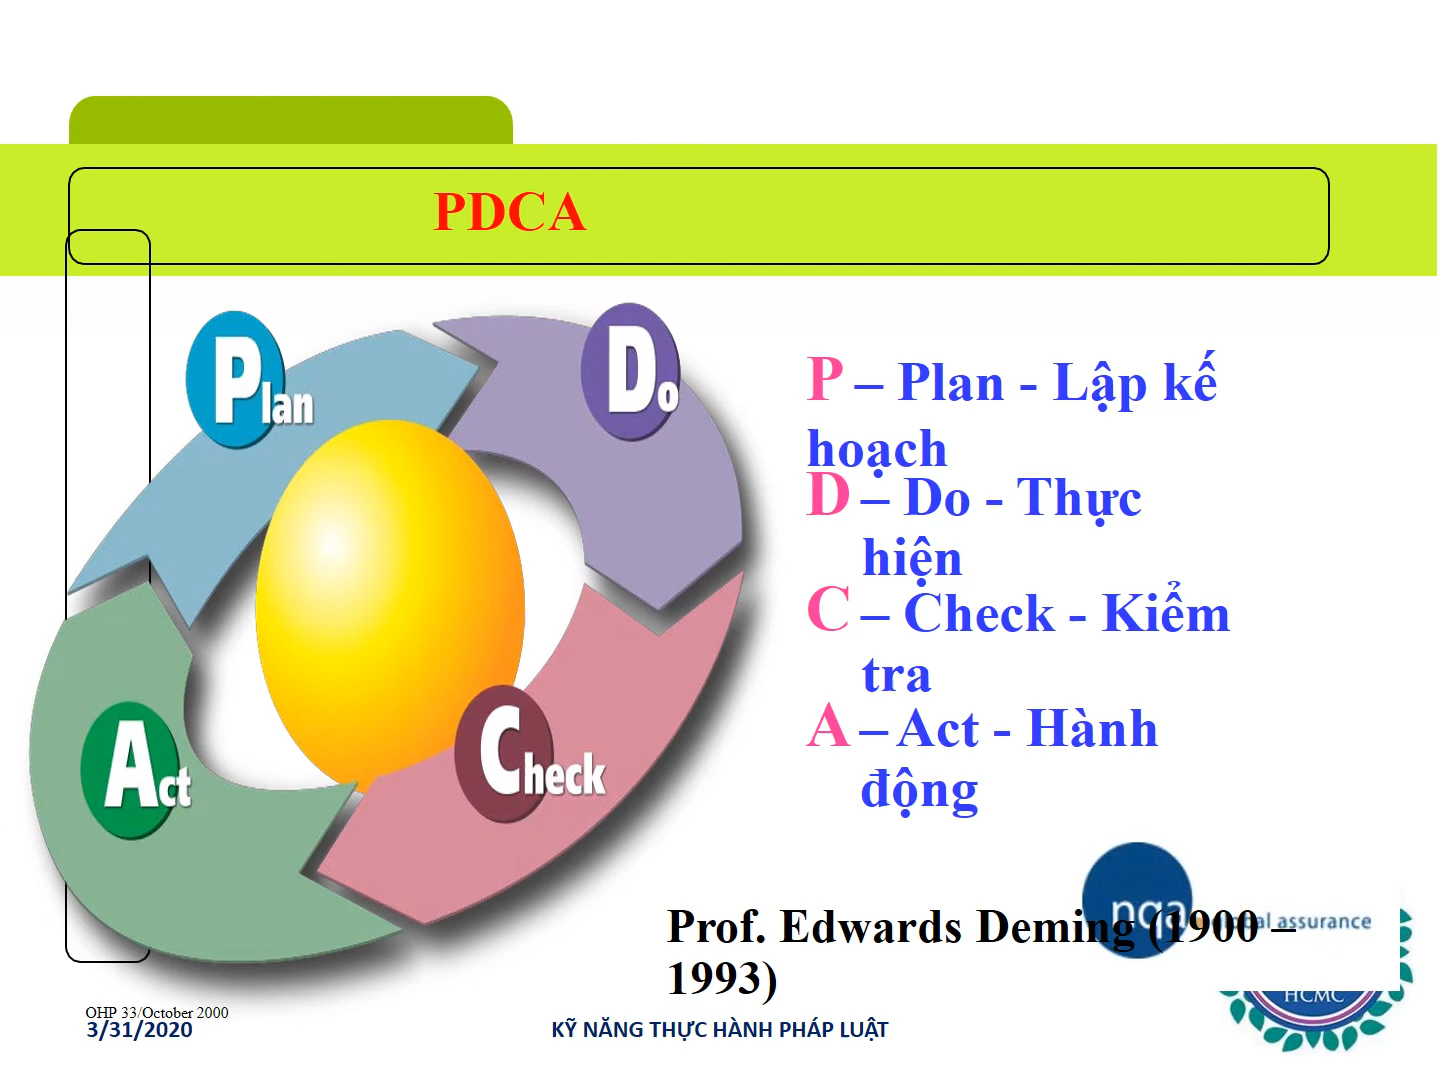 PDCA
Plan
Do
Act
Check
P – Plan - Lập kế
hoạch
D – Do - Thực
hiện
C – Check - Kiểm
tra
A – Act - Hành
động
nqa global assurance
Prof. Edwards Deming (1900 –
1993)
HCMC
OHP 33/October 2000
3/31/2020
KỸ NĂNG THỰC HÀNH PHÁP LUẬT